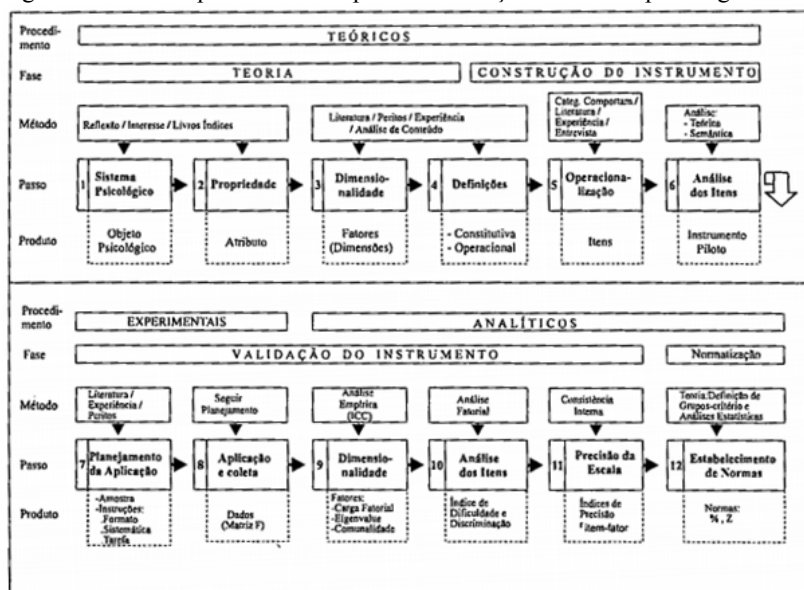 Procedi-
mento
TEÓRICOS
Fase
TEORIA
CONSTRUÇÃO DO INSTRUMENTO
Método
Reflexão / Interesse / Livros Índices
Literatura / Peritos / Experiência
/ Análise de Conteúdo
Categ. Comportam /
Literatura /
Experiência /
Entrevista
Análise:
- Teórica
- Semântica
Passo
1 Sistema
Psicológico
2 Propriedade
3 Dimensio-
nalidade
4 Definições
5 Operaciona-
lização
6 Análise
dos Itens
Produto
Objeto
Psicológico
Atributo
Fatores
(Dimensões)
- Constitutiva
- Operacional
Itens
Instrumento
Piloto
Procedi-
mento
EXPERIMENTAIS
ANALÍTICOS
Fase
VALIDAÇÃO DO INSTRUMENTO
Normatização
Método
Literatura /
Experiência /
Peritos
Seguir
Planejamento
Análise
Empírica
(ICC)
Análise
Fatorial
Consistência
Interna
Teoria:Definição de
Grupos-critério e
Análises Estatísticas
Passo
7 Planejamento
da Aplicação
8 Aplicação
e coleta
9 Dimensio-
nalidade
10 Análise
dos Itens
11 Precisão da
Escala
12 Estabelecimento
de Normas
Produto
-Amostra
-Instruções:
.Formato
.Sistemática
Tarefa
Dados
(Matriz F)
Fatores:
-Carga Fatorial
-Eigenvalue
-Comunalidade
Índice de
Dificuldade e
Discriminação
Índices de
Precisão
r item-fator
Normas:
%, Z